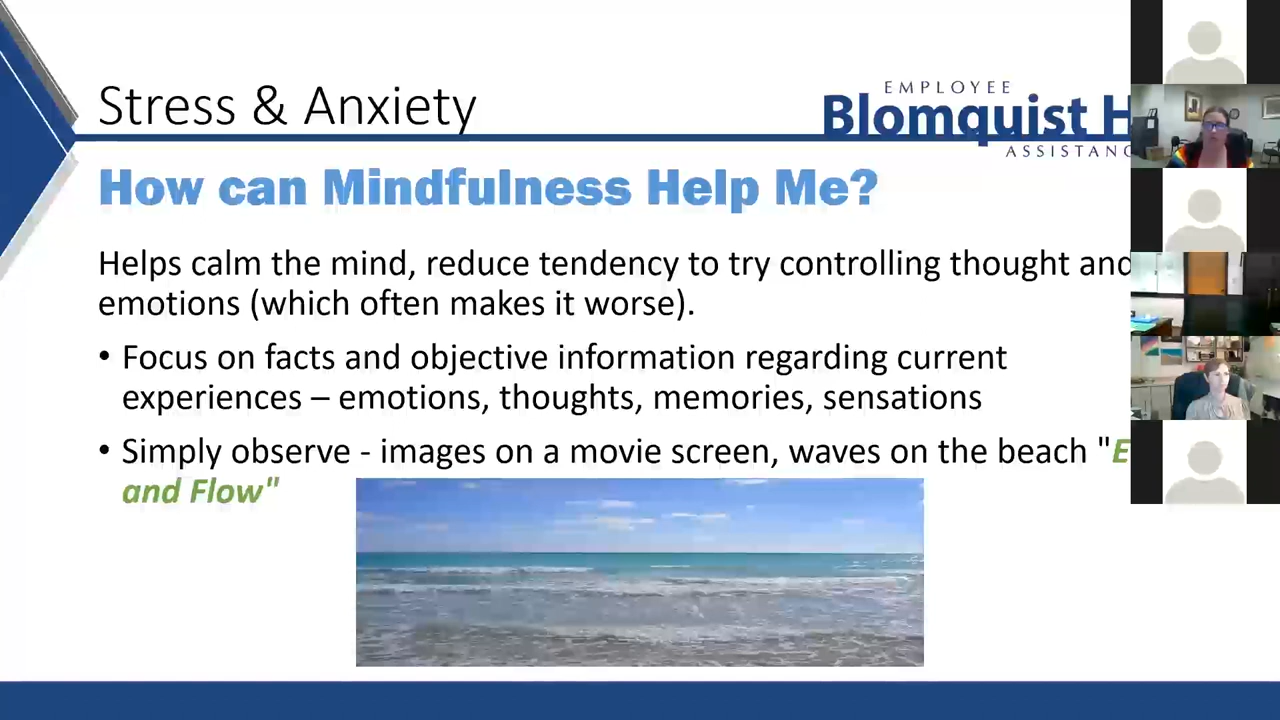 Stress & Anxiety
EMPLOYEE
Blomquist H
ASSISTANC
How can Mindfulness Help Me?
Helps calm the mind, reduce tendency to try controlling thought and
emotions (which often makes it worse).
• Focus on facts and objective information regarding current
experiences – emotions, thoughts, memories, sensations
• Simply observe - images on a movie screen, waves on the beach "E
and Flow"